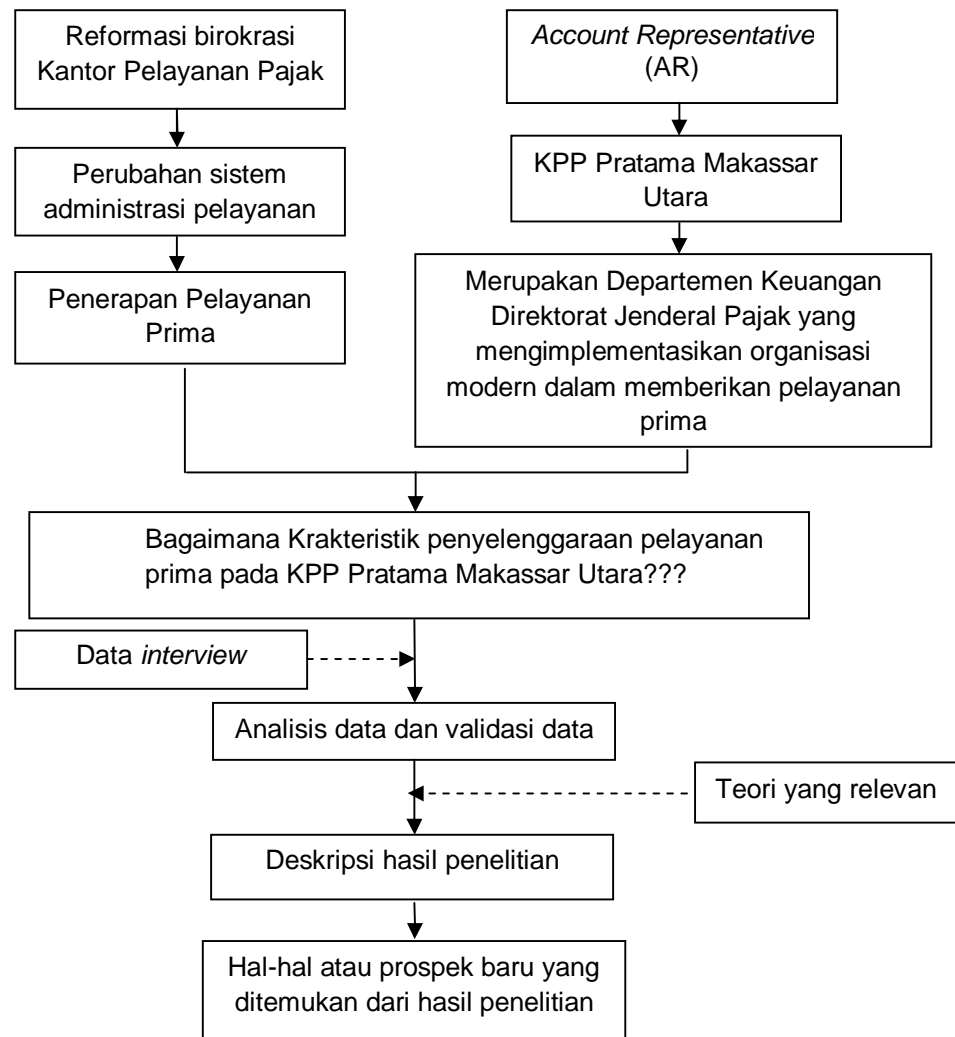 Reformasi birokrasi
Kantor Pelayanan Pajak
Account Representative
(AR)
Perubahan sistem
administrasi pelayanan
KPP Pratama Makassar
Utara
Penerapan Pelayanan
Prima
Merupakan Departemen Keuangan
Direktorat Jenderal Pajak yang
mengimplementasikan organisasi
modern dalam memberikan pelayanan
prima
Bagaimana Krakteristik penyelenggaraan pelayanan
prima pada KPP Pratama Makassar Utara???
Data interview
Analisis data dan validasi data
Teori yang relevan
Deskripsi hasil penelitian
Hal-hal atau prospek baru yang
ditemukan dari hasil penelitian